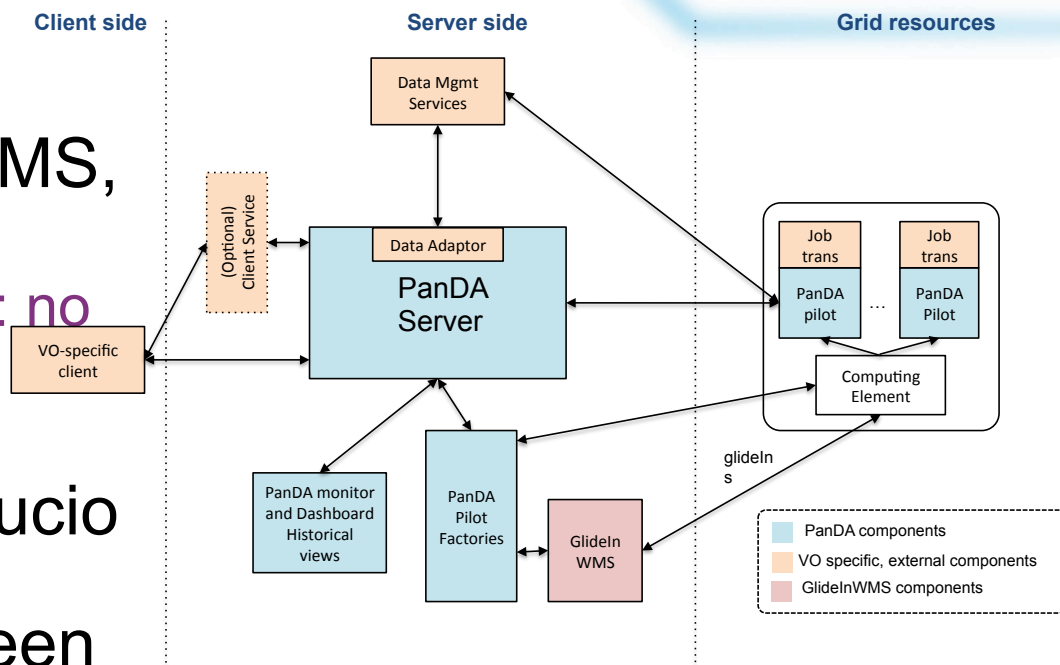 Client side
Server side
Grid resources
Data Mgmt
Services
MS,
(Optional)
Client Service
Data Adaptor
PanDA
Server
: no
VO-specific
client
Job
trans
Job
trans
PanDA
pilot
...
PanDA
Pilot
Computing
Element
glideIn
s
ucio
PanDA monitor
and Dashboard
Historical
views
PanDA
Pilot
Factories
GlideIn
WMS
een
PanDA components
VO specific, external components
GlideInWMS components